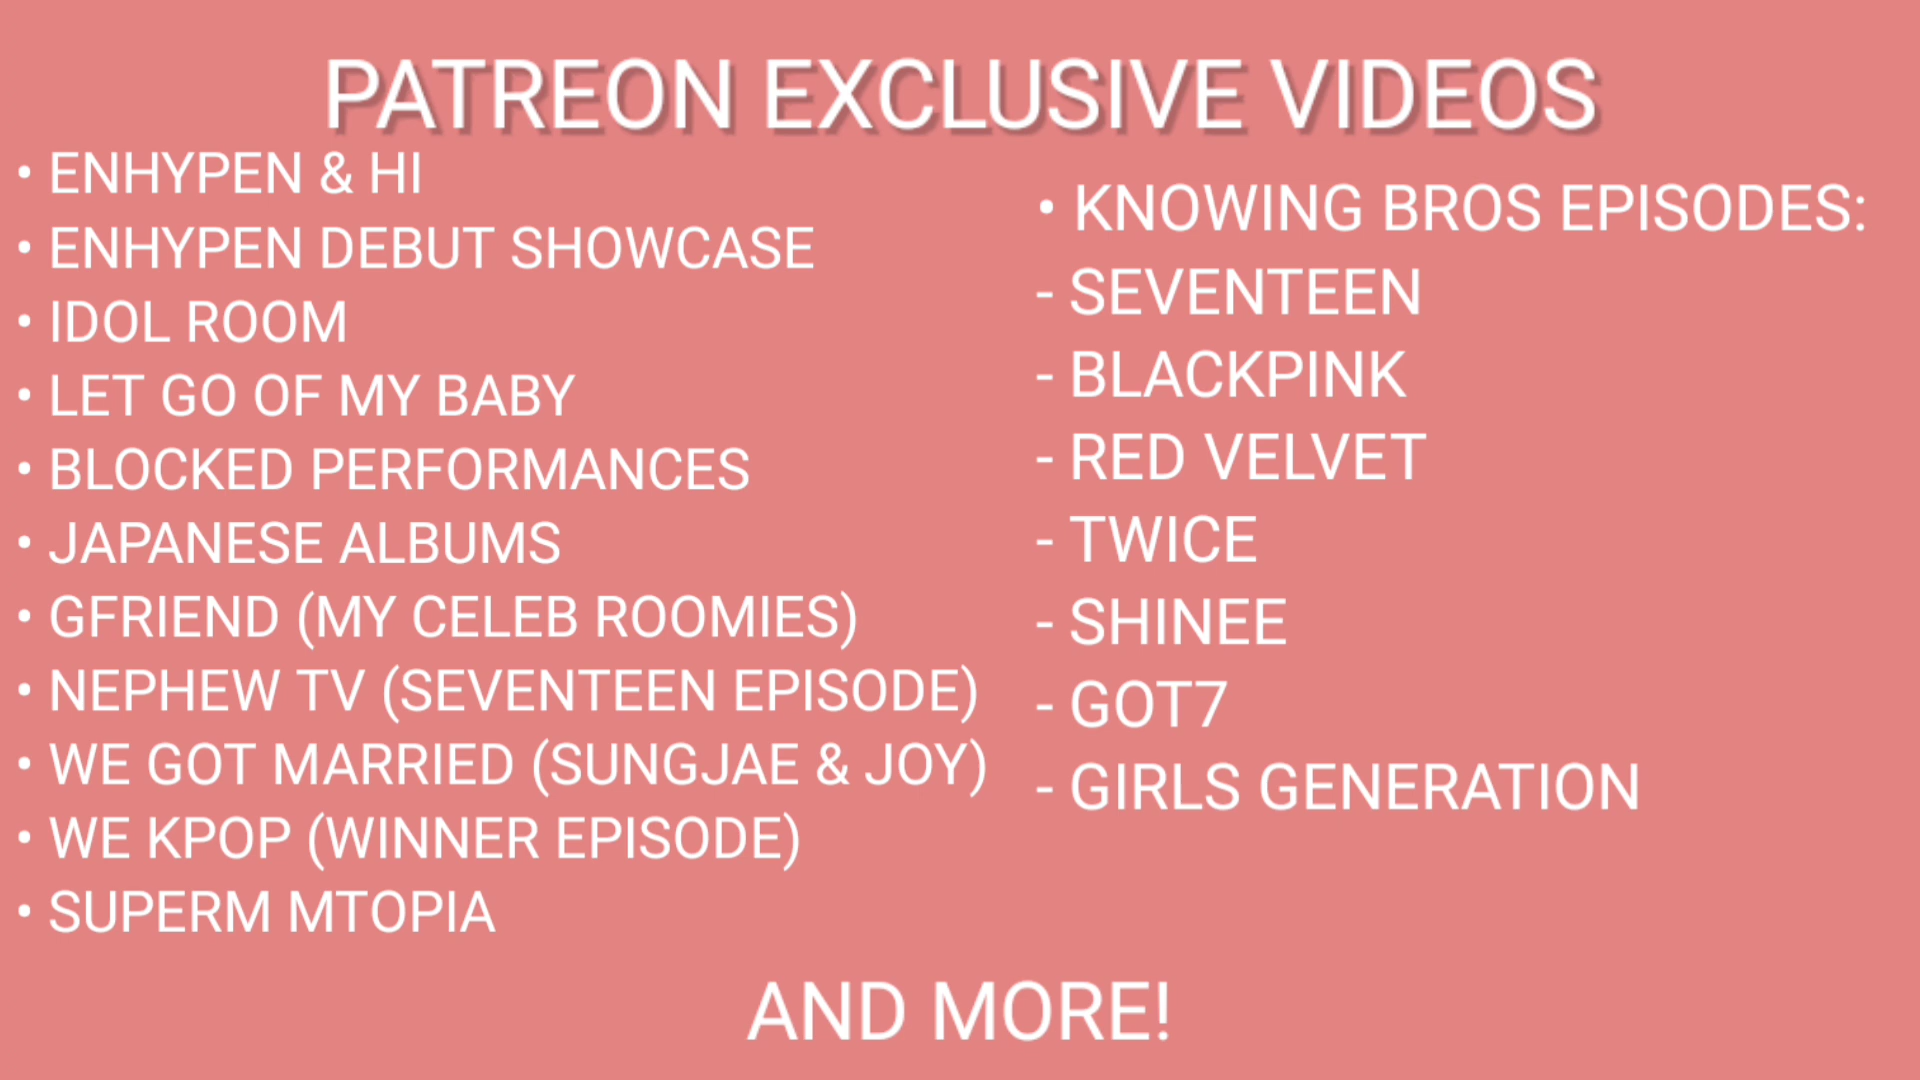 PATREON EXCLUSIVE VIDEOS
• ENHYPEN & HI
• ENHYPEN DEBUT SHOWCASE
• IDOL ROOM
• LET GO OF MY BABY
• BLOCKED PERFORMANCES
• JAPANESE ALBUMS
• GFRIEND (MY CELEB ROOMIES)
• NEPHEW TV (SEVENTEEN EPISODE)
• WE GOT MARRIED (SUNGJAE & JOY)
• WE KPOP (WINNER EPISODE)
• SUPERM MTOPIA
• KNOWING BROS EPISODES:
- SEVENTEEN
- BLACKPINK
- RED VELVET
- TWICE
- SHINEE
- GOT7
- GIRLS GENERATION
AND MORE!